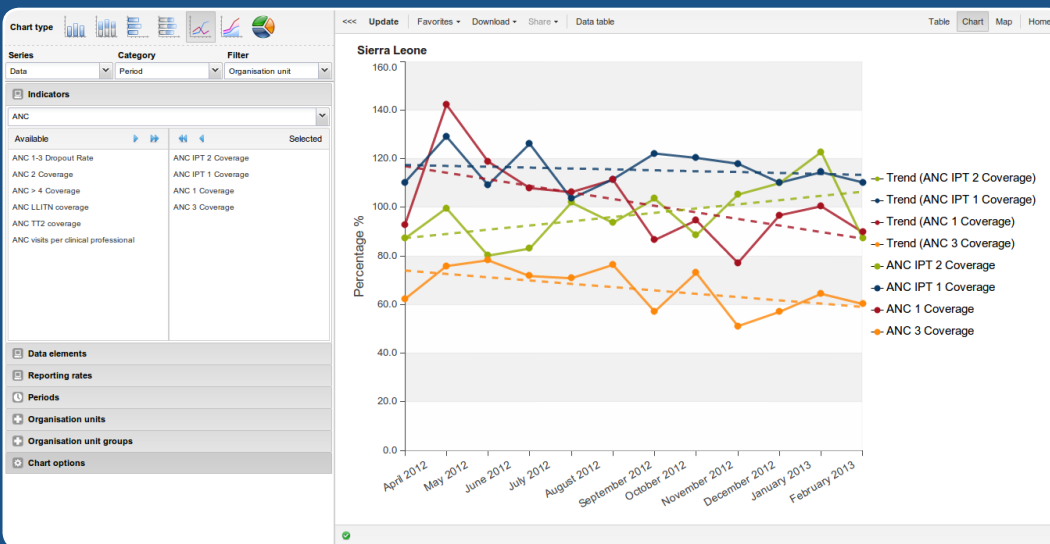 Chart type
<<< Update Favorites Download Share Data table Table Chart Map Home
Series Category Filter
Data Period Organisation unit
Indicators
ANC
Available Selected
ANC 1-3 Dropout Rate
ANC 2 Coverage
ANC > 4 Coverage
ANC LLITN coverage
ANC TT2 coverage
ANC visits per clinical professional
ANC IPT 2 Coverage
ANC IPT 1 Coverage
ANC 1 Coverage
ANC 3 Coverage
Data elements
Reporting rates
Periods
Organisation units
Organisation unit groups
Chart options
Sierra Leone
Percentage %
160.0
140.0
120.0
100.0
80.0
60.0
40.0
20.0
0.0
April 2012
May 2012
June 2012
July 2012
August 2012
September 2012
October 2012
November 2012
December 2012
January 2013
February 2013
Trend (ANC IPT 2 Coverage)
Trend (ANC IPT 1 Coverage)
Trend (ANC 1 Coverage)
Trend (ANC 3 Coverage)
ANC IPT 2 Coverage
ANC IPT 1 Coverage
ANC 1 Coverage
ANC 3 Coverage